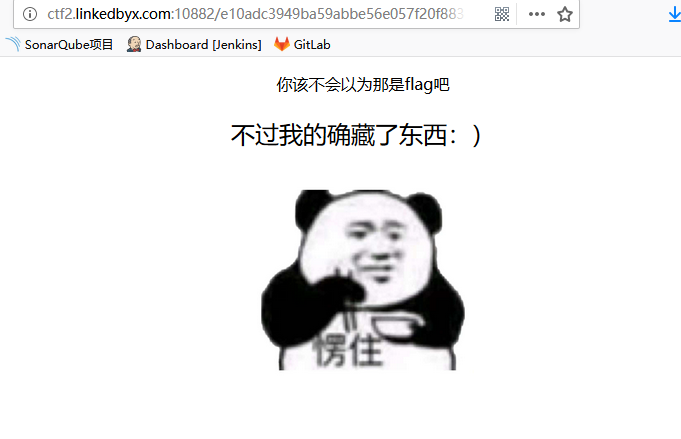 ctf2.linkedbyx.com:10882/e10adc3949ba59abbe56e057f20f883
SonarQube项目 Dashboard [Jenkins] GitLab
你该不会以为那是flag吧
不过我的确藏了东西：）
愣住